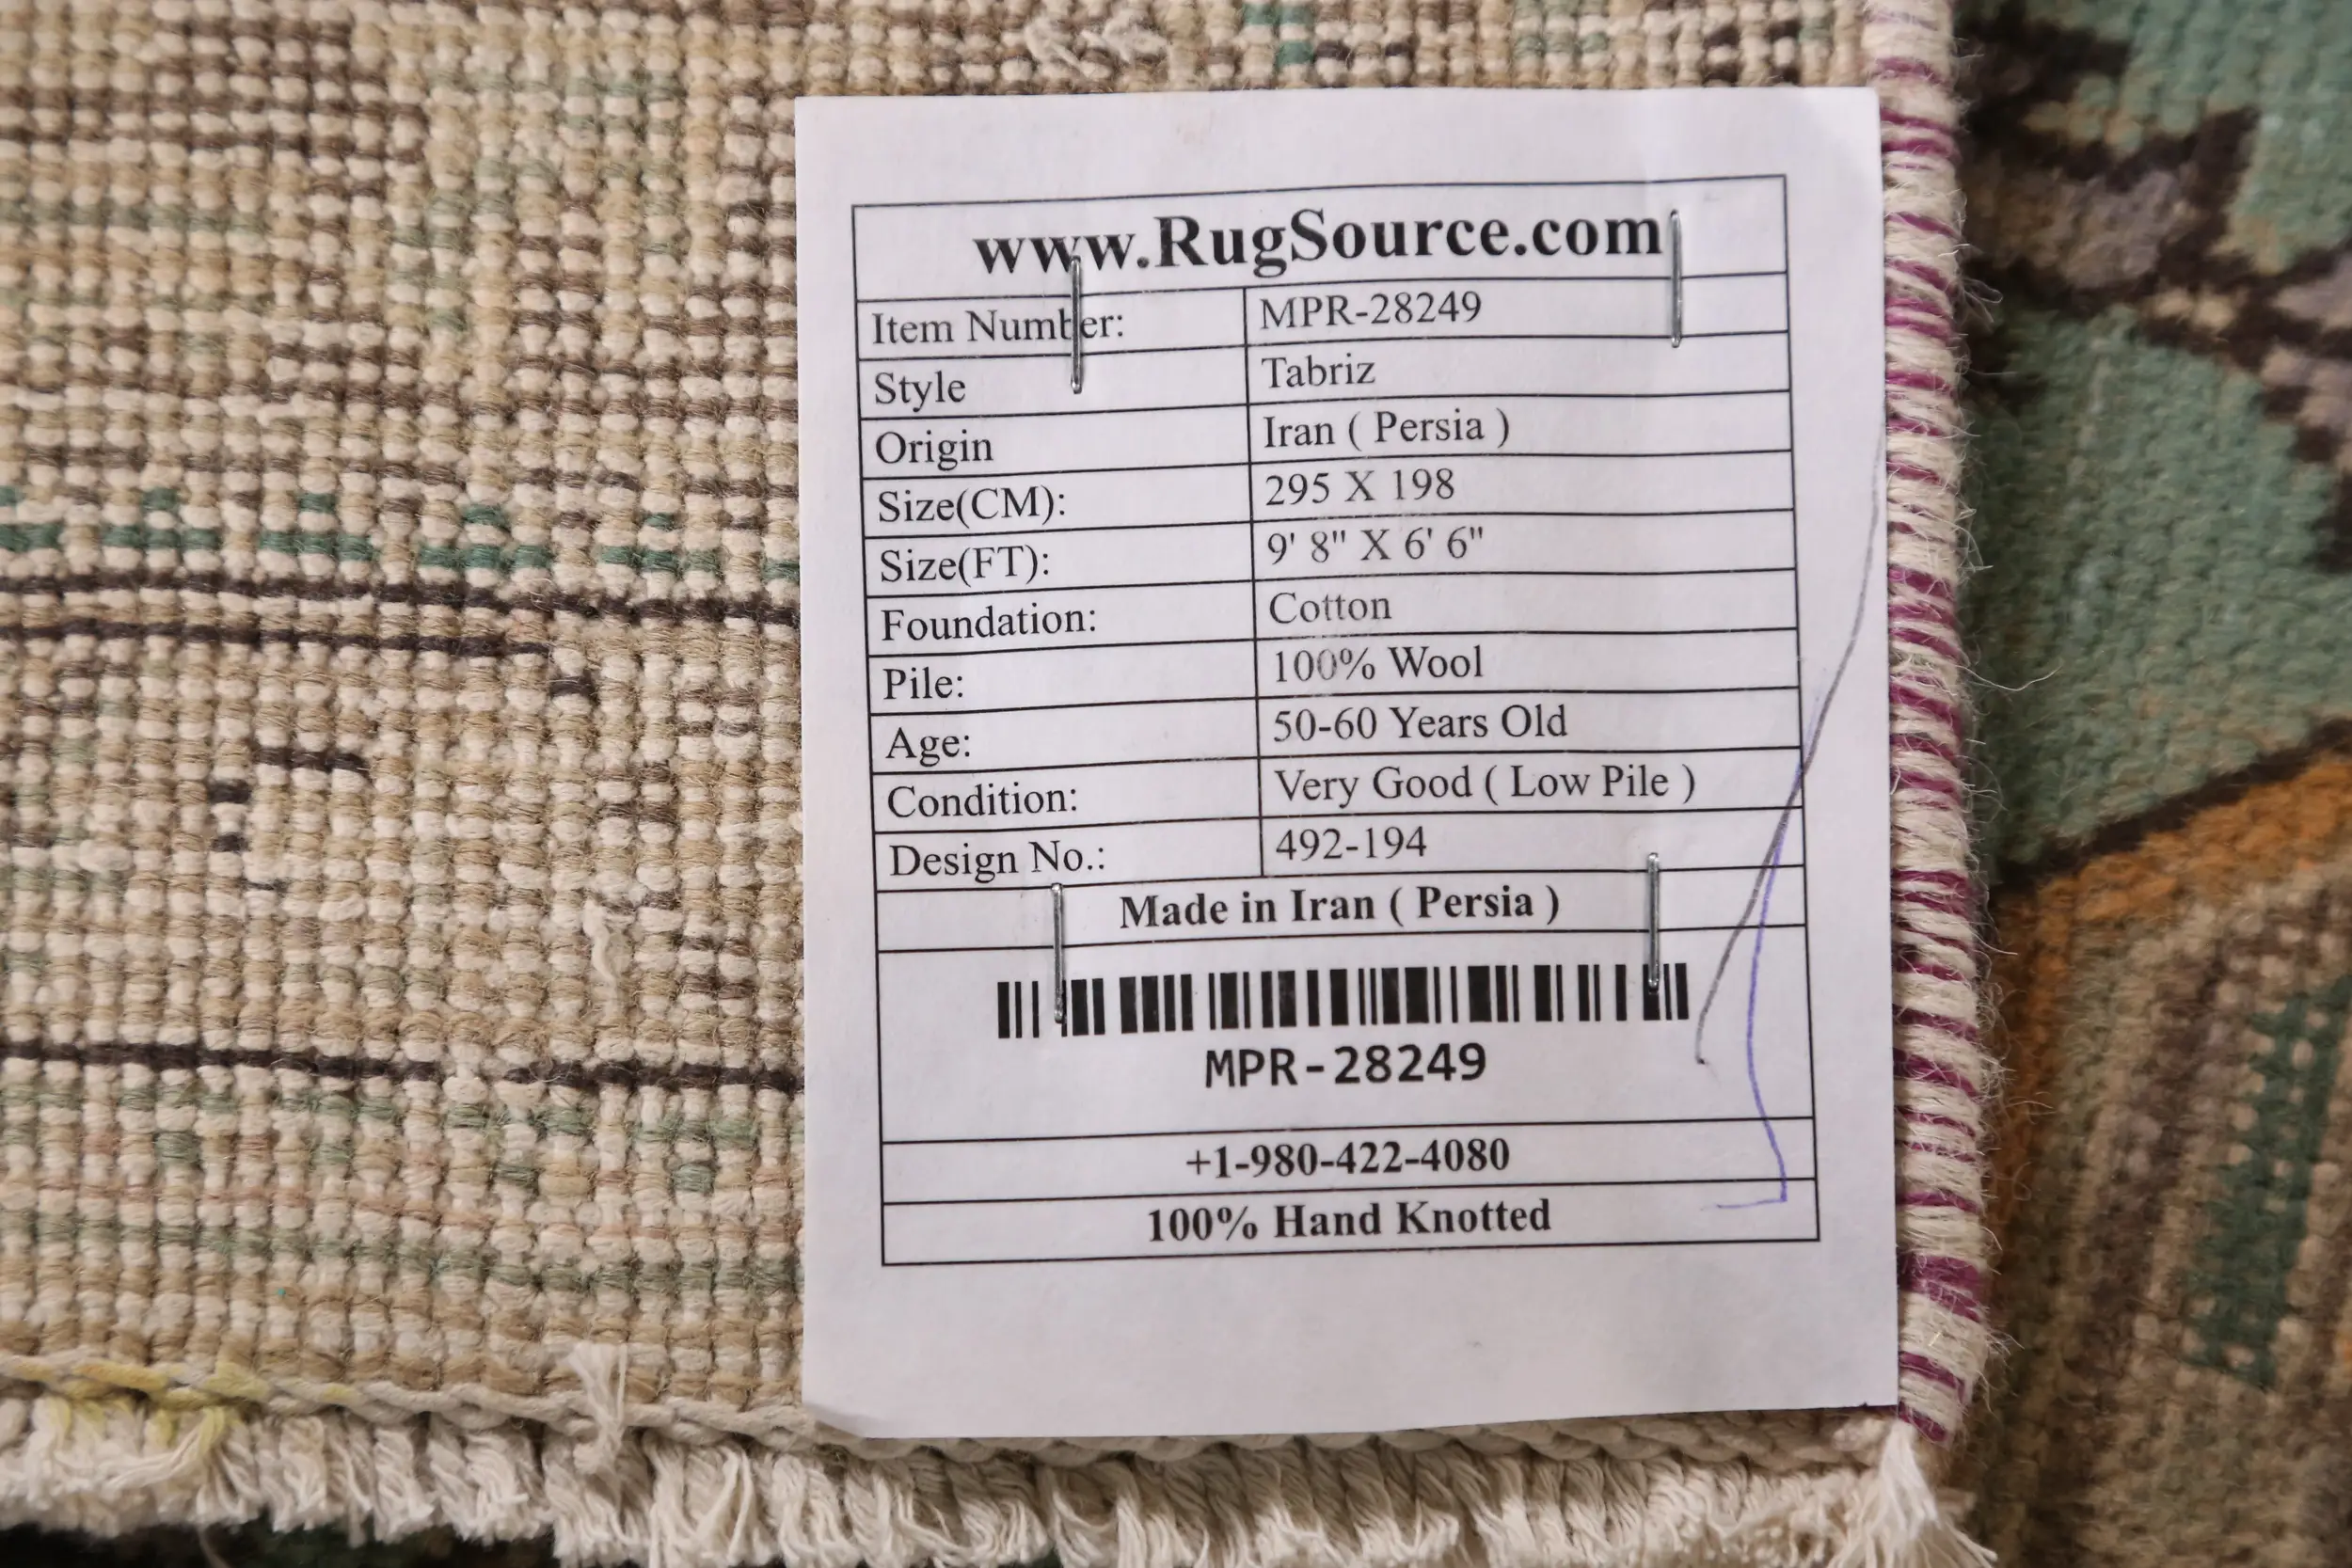 www.RugSource.com
Item Number: MPR-28249
Style Tabriz
Origin Iran ( Persia )
Size(CM): 295 X 198
Size(FT): 9' 8" X 6' 6"
Foundation: Cotton
Pile: 100% Wool
Age: 50-60 Years Old
Condition: Very Good ( Low Pile )
Design No.: 492-194
Made in Iran ( Persia )
MPR-28249
+1-980-422-4080
100% Hand Knotted